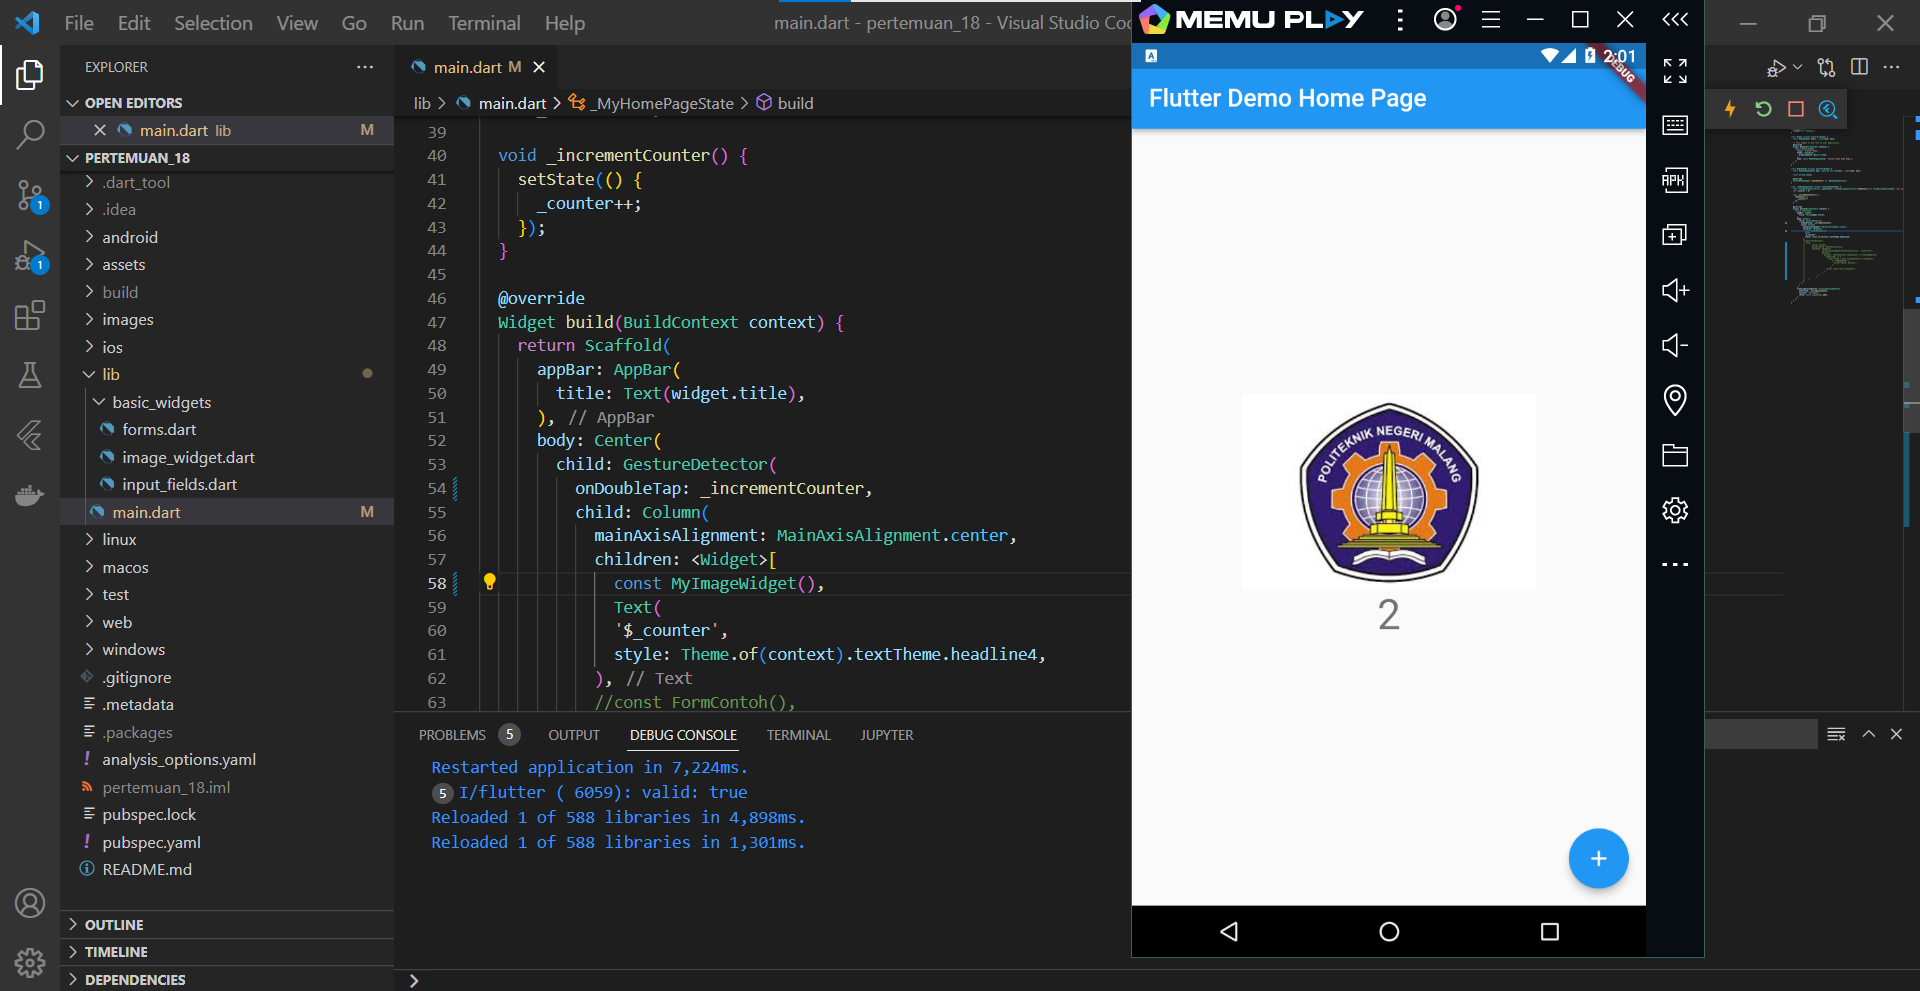 File Edit Selection View Go Run Terminal Help
main.dart - pertemuan_18 - Visual Studio Co
EXPLORER
OPEN EDITORS
main.dart lib M
PERTEMUAN_18
.dart_tool
.idea
android
assets
build
images
ios
lib
basic_widgets
forms.dart
image_widget.dart
input_fields.dart
main.dart M
linux
macos
test
web
windows
.gitignore
.metadata
.packages
analysis_options.yaml
pertemuan_18.iml
pubspec.lock
pubspec.yaml
README.md
OUTLINE
TIMELINE
DEPENDENCIES
1
1
main.dart M
lib > main.dart > _MyHomePageState > build
39
40 void _incrementCounter() {
41 setState(() {
42 _counter++;
43 });
44 }
45
46 @override
47 Widget build(BuildContext context) {
48 return Scaffold(
49 appBar: AppBar(
50 title: Text(widget.title),
51 ), // AppBar
52 body: Center(
53 child: GestureDetector(
54 onDoubleTap: _incrementCounter,
55 child: Column(
56 mainAxisAlignment: MainAxisAlignment.center,
57 children: <Widget>[
58 const MyImageWidget(),
59 Text(
60 '$_counter',
61 style: Theme.of(context).textTheme.headline4,
62 ), // Text
63 //const FormContoh(),
PROBLEMS 5 OUTPUT DEBUG CONSOLE TERMINAL JUPYTER
Restarted application in 7,224ms.
5 I/flutter ( 6059): valid: true
Reloaded 1 of 588 libraries in 4,898ms.
Reloaded 1 of 588 libraries in 1,301ms.
MEMU PLAY
A
2:01
DEBUG
Flutter Demo Home Page
POLITEKNIK NEGERI MALANG
2
+
APK